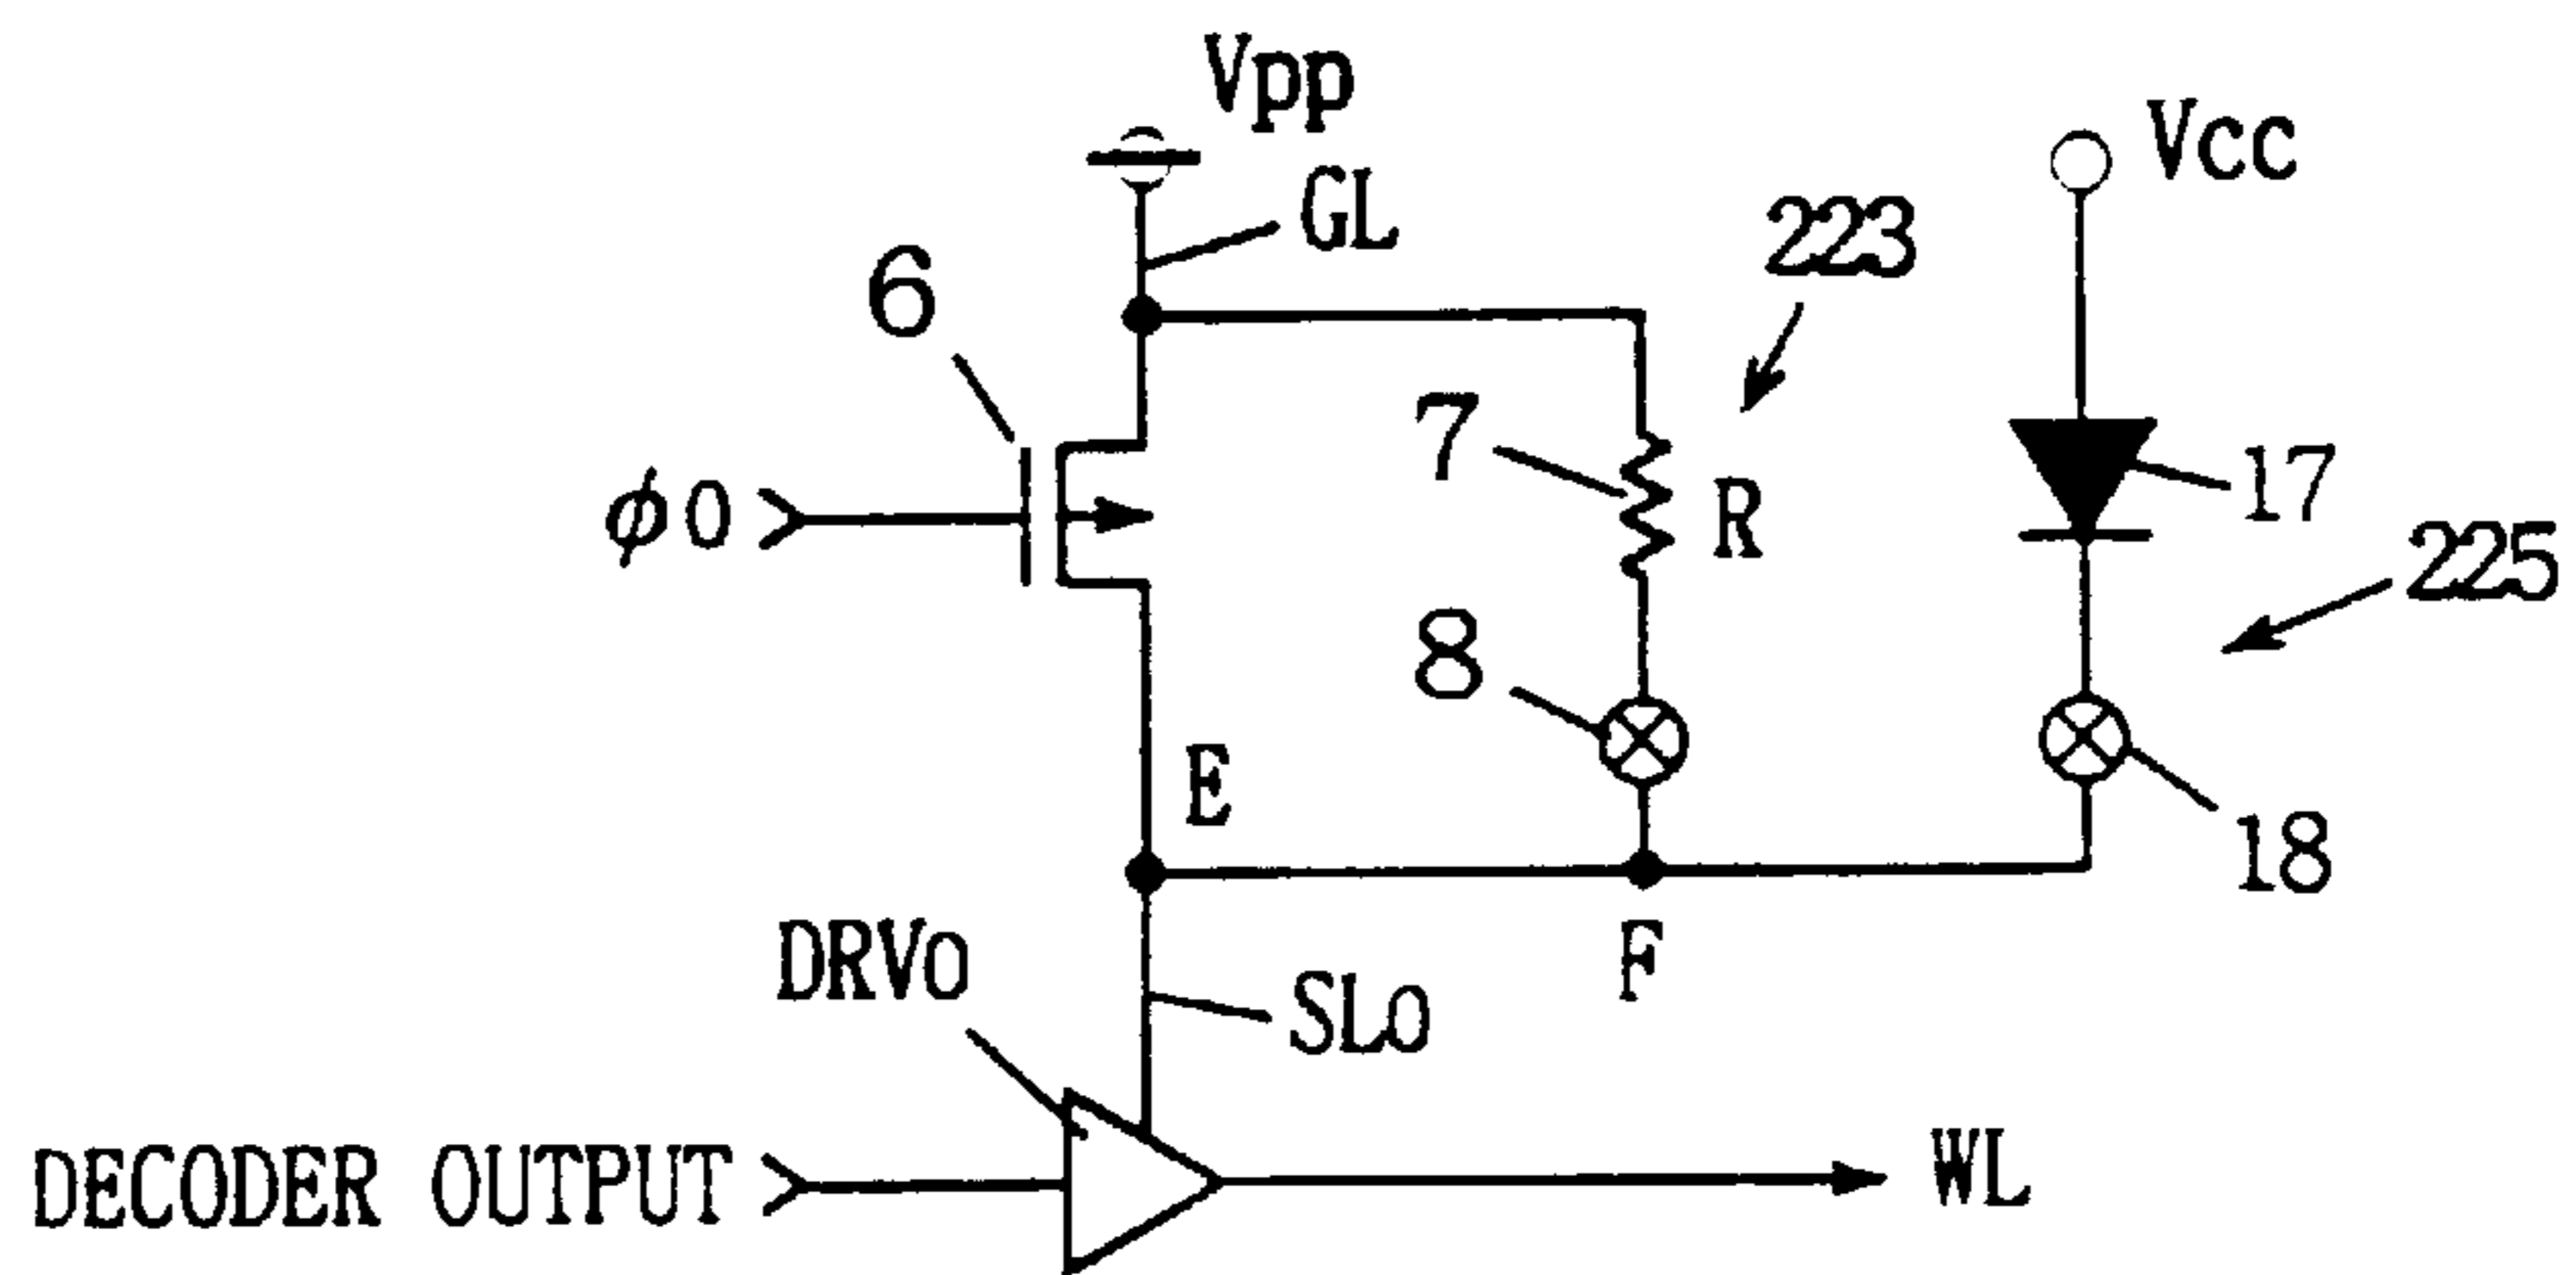 Vpp
Vcc
GL
223
6
7
17
φ0
R
225
8
E
18
DRV0
F
SL0
DECODER OUTPUT
WL